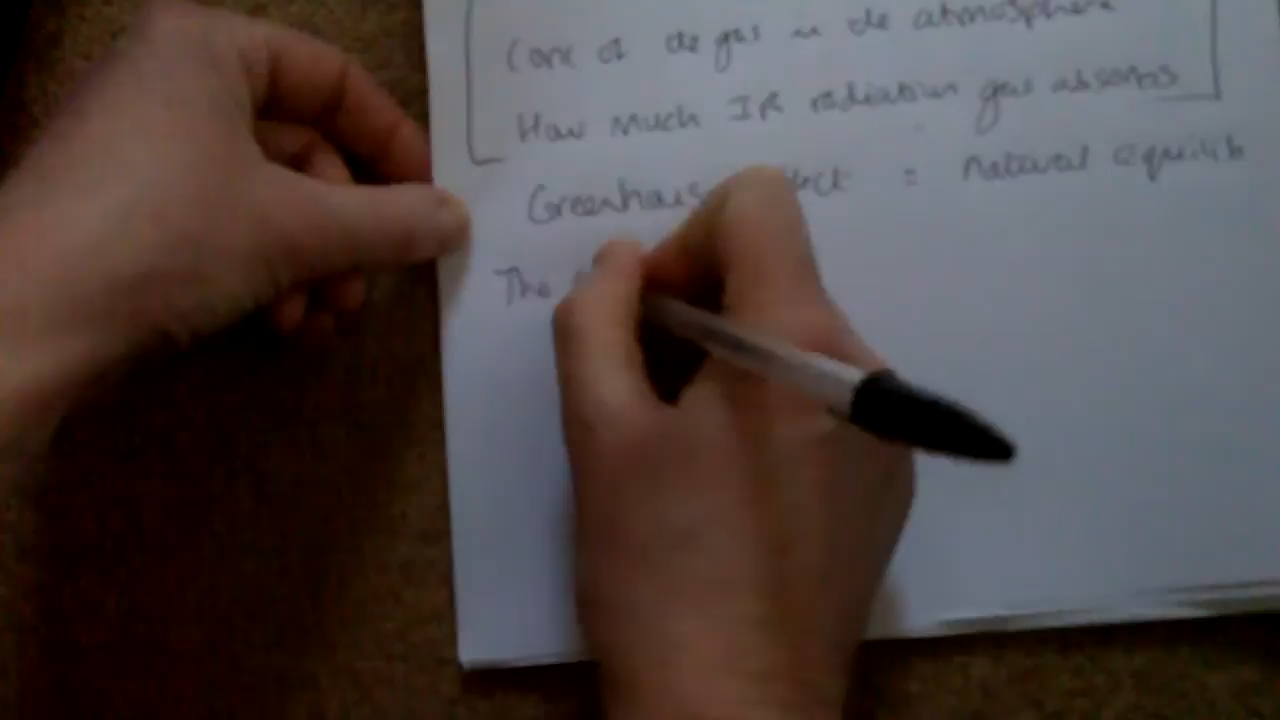 Conc of the gas in the atmosphere
How much IR radiation gas absorbs
Greenhouse = natural equilib
The